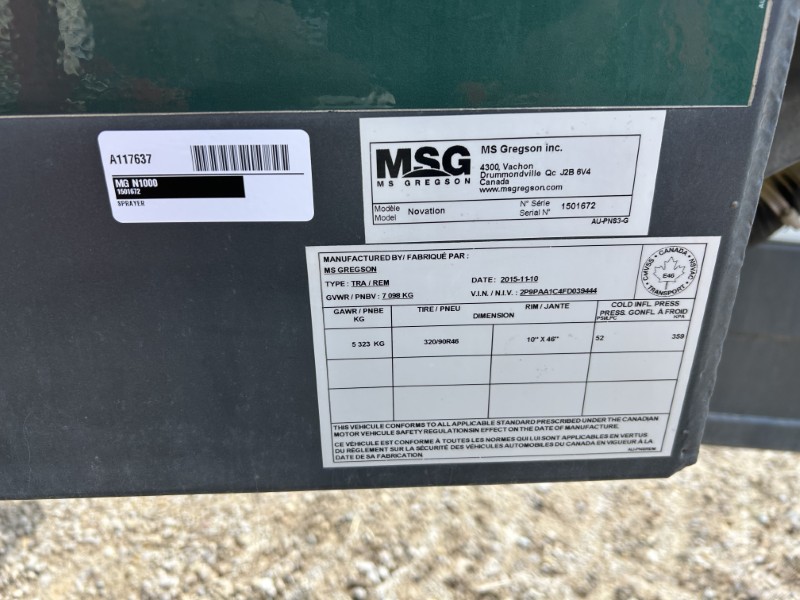 A117637
MG N1000
1501672
SPRAYER
MSG
MS GREGSON
MS Gregson inc.
4300, Vachon
Drummondville Qc J2B 6V4
Canada
www.msgregson.com
Modèle
Model
Novation
N° Série
Serial N°
1501672
AU-PNS3-G
MANUFACTURED BY/ FABRIQUÉ PAR :
MS GREGSON
TYPE : TRA / REM
DATE : 2015-11-10
GVWR / PNBV : 7 098 KG
V.I.N. / N.I.V. : 2P9PAA1C4FD039444
CMVSS • CANADA • NSVAC
E46
TRANSPORT
GAWR / PNBE
KG
TIRE / PNEU
DIMENSION
RIM / JANTE
COLD INFL. PRESS
PRESS. GONFL. À FROID
PSI/LPC
KPA
5 323 KG
320/90R46
10" X 46"
52
359
THIS VEHICLE CONFORMS TO ALL APPLICABLE STANDARD PRESCRIBED UNDER THE CANADIAN
MOTOR VEHICULE SAFETY REGULATIONSIN EFFECT ON THE DATE OF MANUFACTURE.
CE VÉHICULE EST CONFORME À TOUTES LES NORMES QUI LUI SONT APPLICABLES EN VERTUS
DU RÈGLEMENT SUR LA SÉCURITÉ DES VÉHICULES AUTOMOBILES DU CANADA EN VIGUEUR À LA
DATE DE SA FABRICATION.